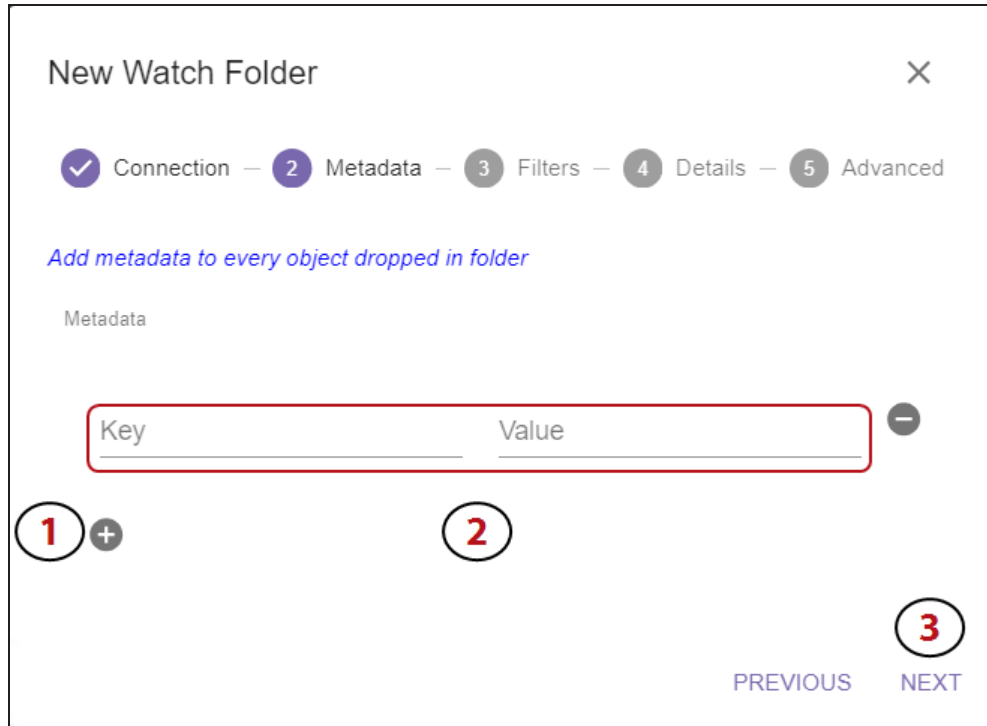 New Watch Folder
Connection – 2 Metadata – 3 Filters – 4 Details – 5 Advanced
Add metadata to every object dropped in folder
Metadata
Key Value
1 2
3
PREVIOUS NEXT